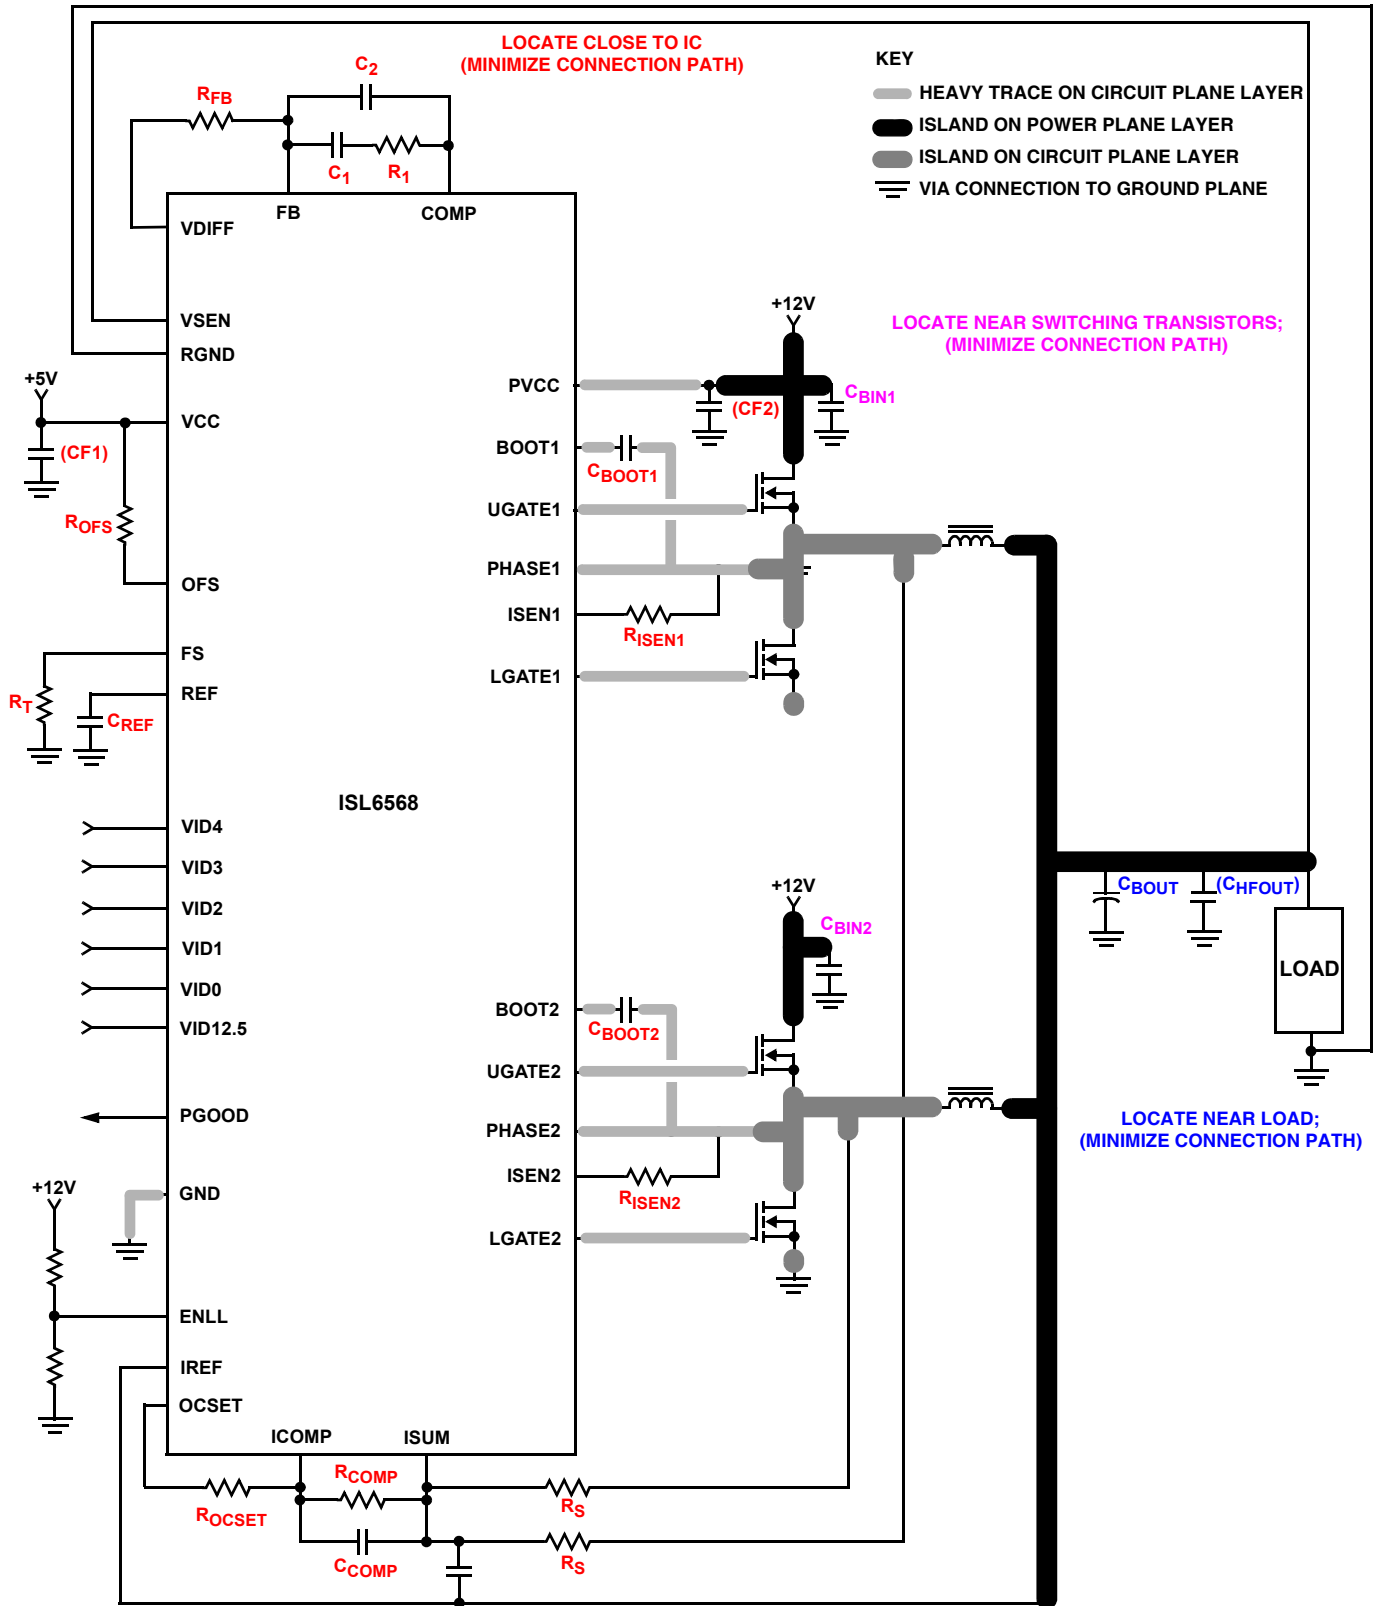 LOCATE CLOSE TO IC
(MINIMIZE CONNECTION PATH)
KEY
HEAVY TRACE ON CIRCUIT PLANE LAYER
ISLAND ON POWER PLANE LAYER
ISLAND ON CIRCUIT PLANE LAYER
VIA CONNECTION TO GROUND PLANE
C2
RFB
C1
R1
FB
COMP
VDIFF
VSEN
RGND
+5V
VCC
(CF1)
ROFS
OFS
FS
REF
RT
CREF
ISL6568
VID4
VID3
VID2
VID1
VID0
VID12.5
PGOOD
+12V
GND
ENLL
IREF
OCSET
ICOMP
ISUM
ROCSET
RCOMP
CCOMP
RS
RS
+12V
LOCATE NEAR SWITCHING TRANSISTORS;
(MINIMIZE CONNECTION PATH)
PVCC
(CF2)
CBIN1
BOOT1
CBOOT1
UGATE1
PHASE1
ISEN1
RISEN1
LGATE1
+12V
CBIN2
BOOT2
CBOOT2
UGATE2
PHASE2
ISEN2
RISEN2
LGATE2
CBOUT
(CHFOUT)
LOAD
LOCATE NEAR LOAD;
(MINIMIZE CONNECTION PATH)